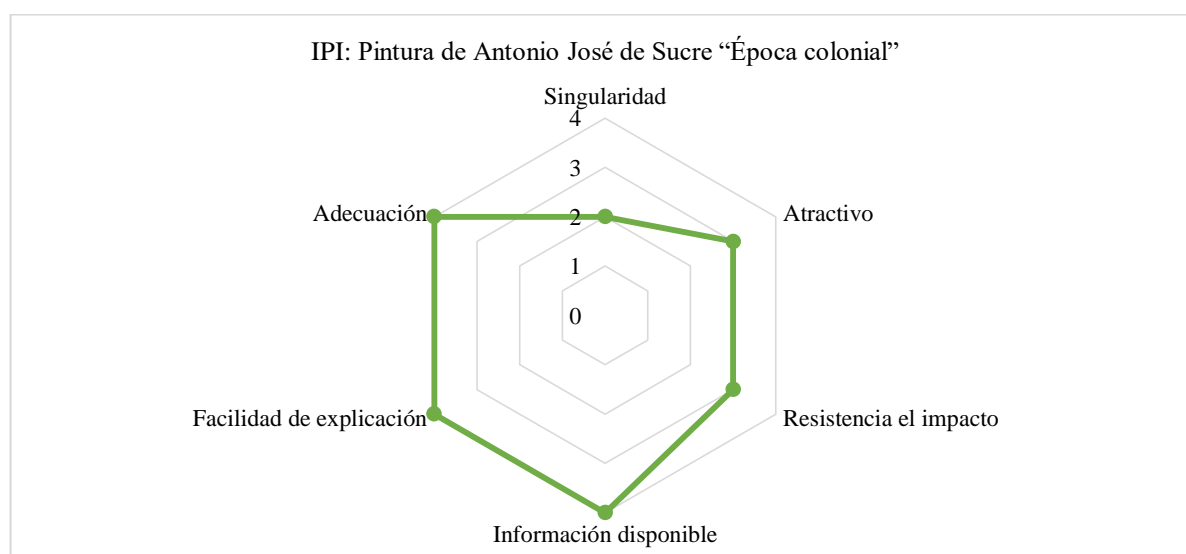 IPI: Pintura de Antonio José de Sucre “Época colonial”
Singularidad
4
3
2
1
0
Adecuación
Atractivo
Facilidad de explicación
Resistencia el impacto
Información disponible